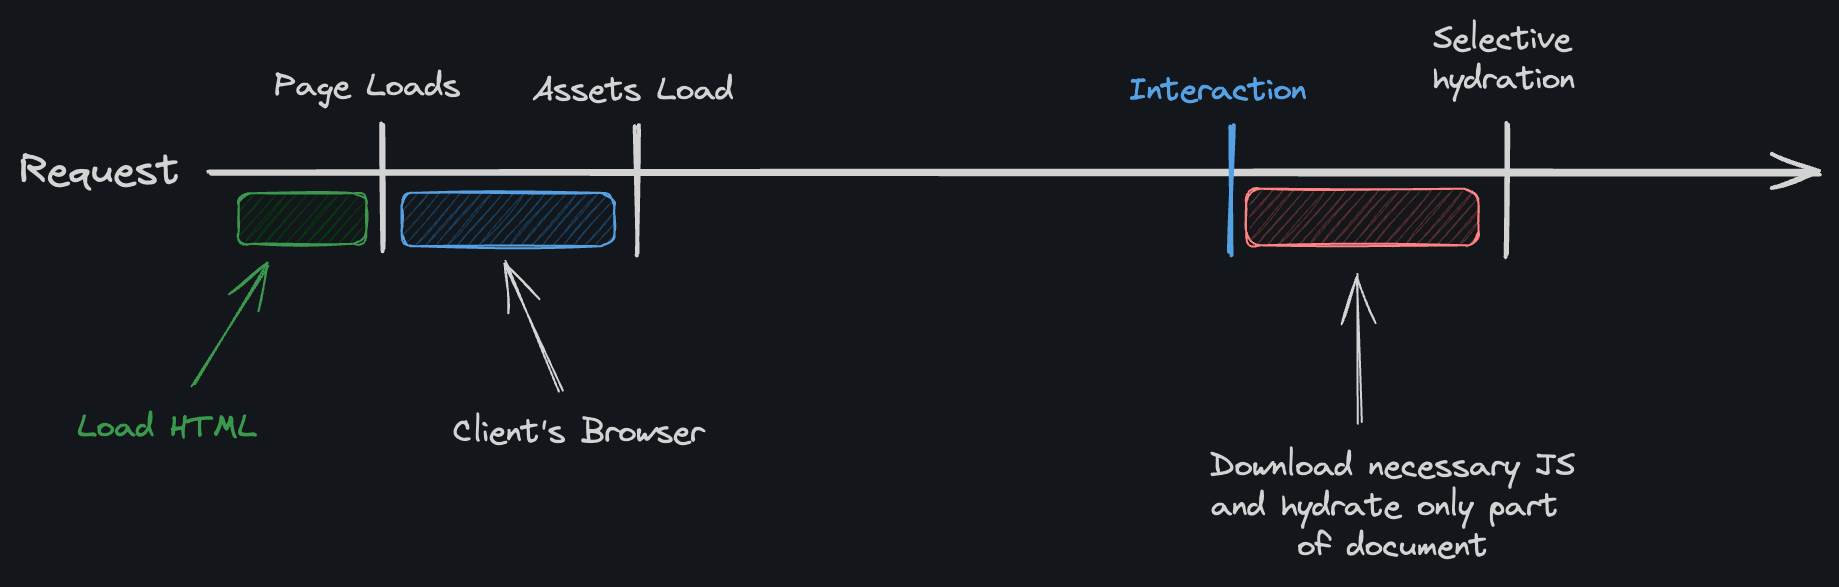 Selective
hydration
Page Loads
Assets Load
Interaction
Request
Load HTML
Client's Browser
Download necessary JS
and hydrate only part
of document